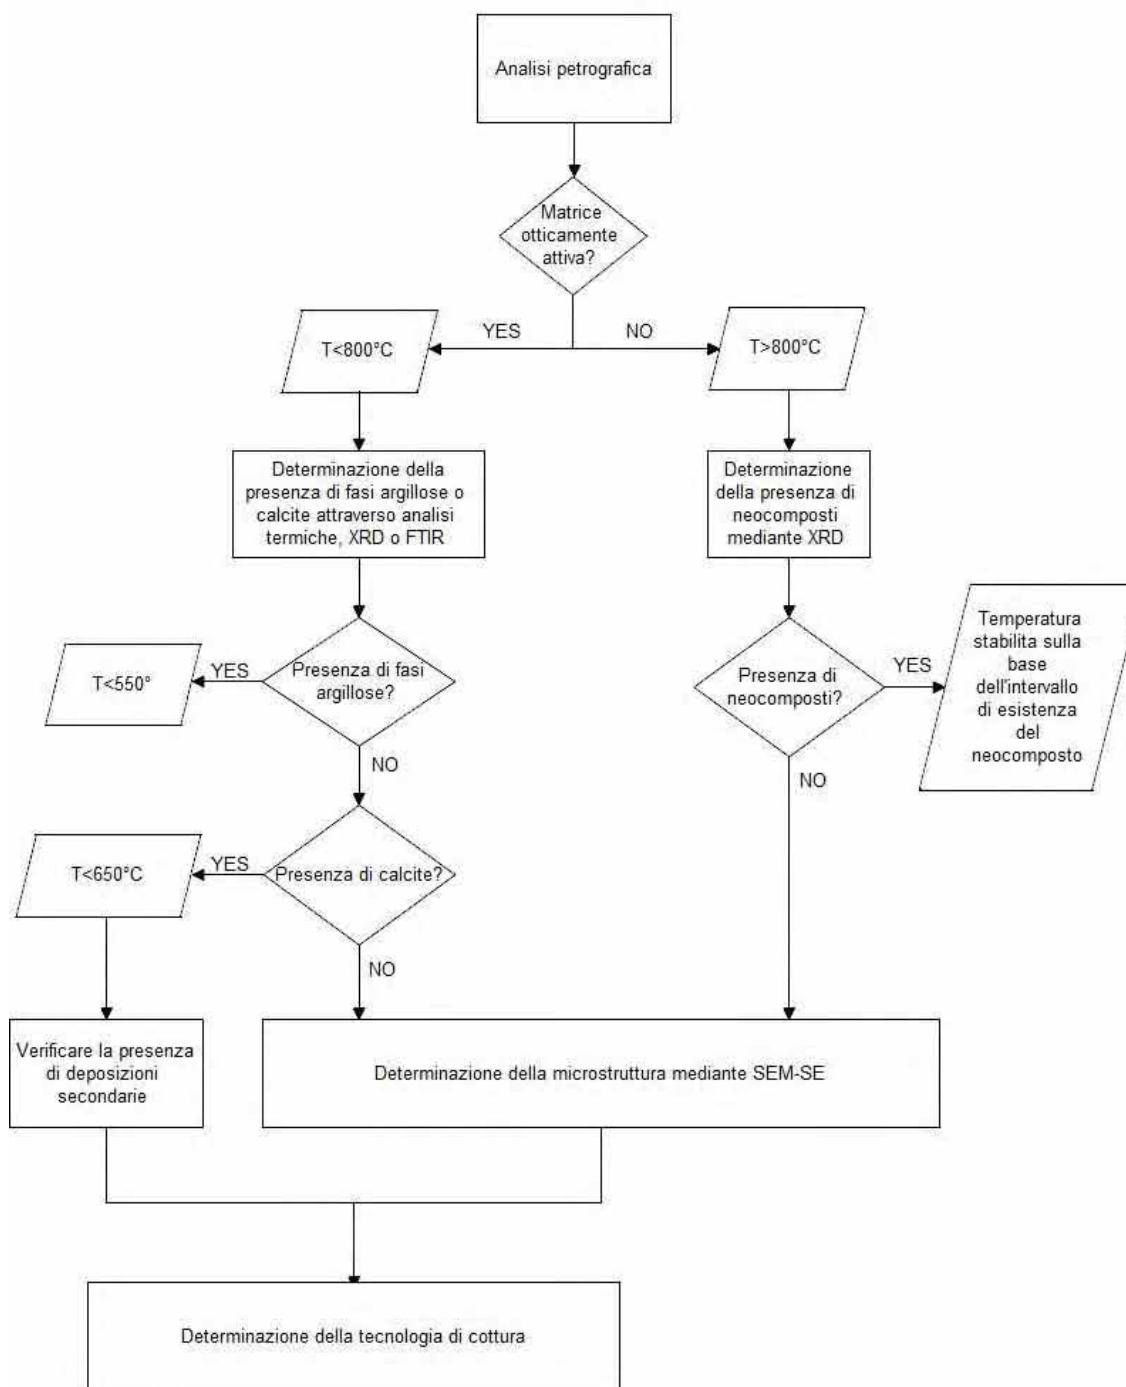 Analisi petrografica
Matrice
otticamente
attiva?
YES
NO
T<800°C
T>800°C
Determinazione della
presenza di fasi argillose o
calcite attraverso analisi
termiche, XRD o FTIR
Determinazione
della presenza di
neocomposti
mediante XRD
Presenza di fasi
argillose?
YES
T<550°
NO
Presenza di
neocomposti?
YES
Temperatura
stabilita sulla
base
dell'intervallo
di esistenza
del
neocomposto
NO
Presenza di calcite?
YES
T<650°C
NO
Verificare la presenza
di deposizioni
secondarie
Determinazione della microstruttura mediante SEM-SE
Determinazione della tecnologia di cottura